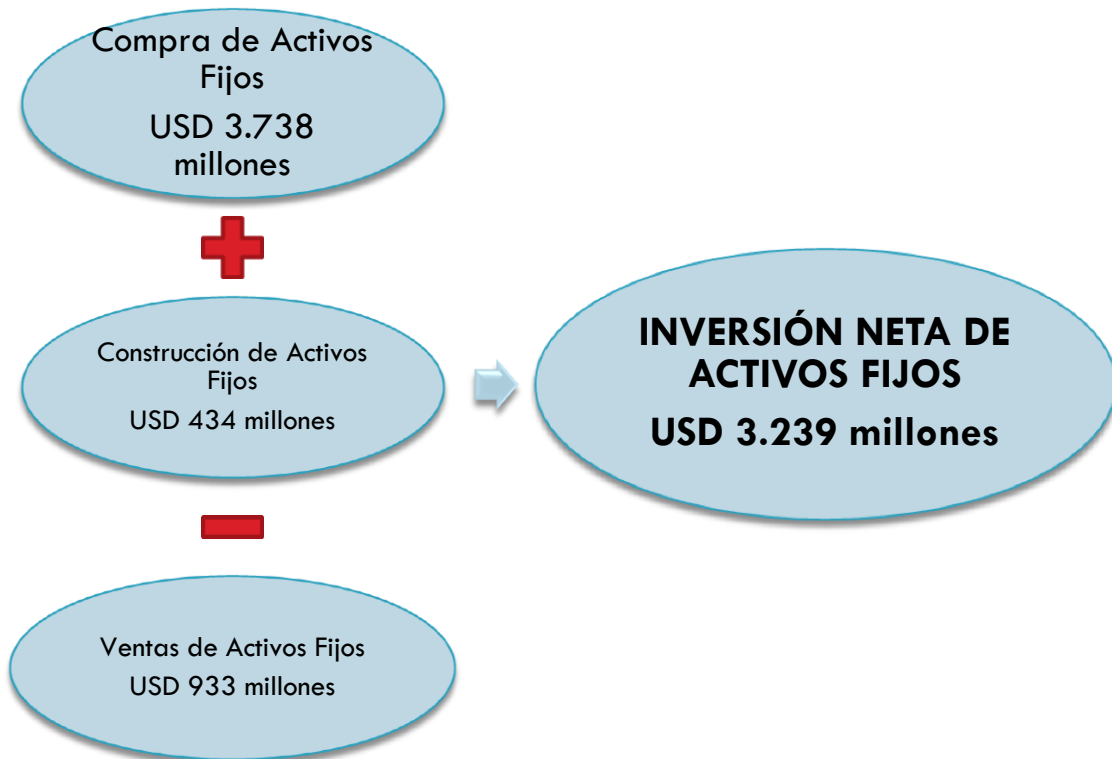 Compra de Activos
Fijos
USD 3.738
millones
Construcción de Activos
Fijos
USD 434 millones
Ventas de Activos Fijos
USD 933 millones
INVERSIÓN NETA DE
ACTIVOS FIJOS
USD 3.239 millones